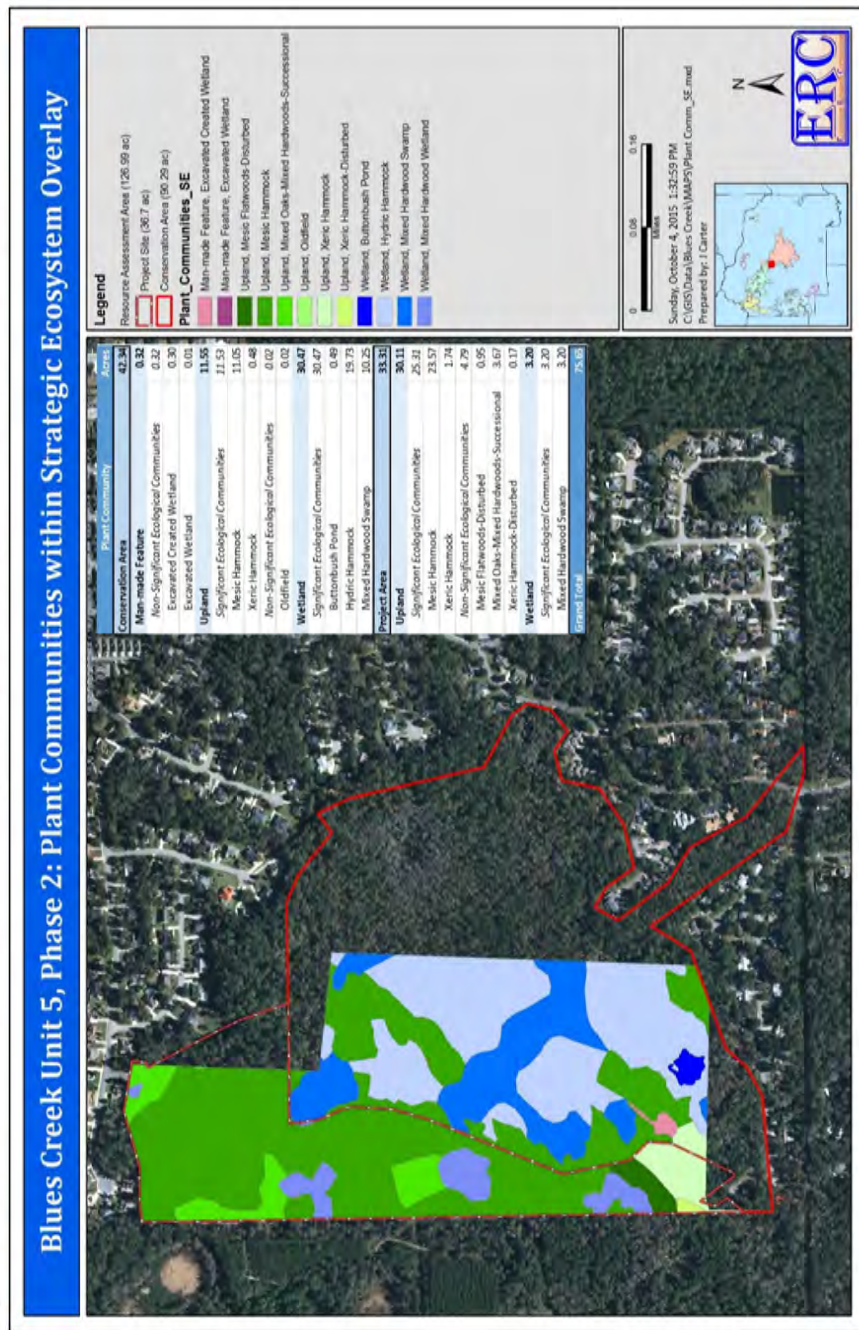 Blues Creek Unit 5, Phase 2: Plant Communities within Strategic Ecosystem Overlay
Plant Community Acres
Conservation Area 42.34
Man-made Feature 0.32
Non-Significant Ecological Communities 0.32
Excavated Created Wetland 0.30
Excavated Wetland 0.01
Upland 11.55
Significant Ecological Communities 11.53
Mesic Hammock 11.05
Xeric Hammock 0.48
Non-Significant Ecological Communities 0.02
Oldfield 0.02
Wetland 30.47
Significant Ecological Communities 30.47
Buttonbush Pond 0.49
Hydric Hammock 19.73
Mixed Hardwood Swamp 10.25
Project Area 33.31
Upland 30.11
Significant Ecological Communities 25.31
Mesic Hammock 23.57
Xeric Hammock 1.74
Non-Significant Ecological Communities 4.79
Mesic Flatwoods-Disturbed 0.95
Mixed Oaks-Mixed Hardwoods-Successional 3.67
Xeric Hammock-Disturbed 0.17
Wetland 3.20
Significant Ecological Communities 3.20
Mixed Hardwood Swamp 3.20
Grand Total 75.65
Legend
Resource Assessment Area (126.99 ac)
Project Site (36.7 ac)
Conservation Area (90.29 ac)
Plant_Communities_SE
Man-made Feature, Excavated Created Wetland
Man-made Feature, Excavated Wetland
Upland, Mesic Flatwoods-Disturbed
Upland, Mesic Hammock
Upland, Mixed Oaks-Mixed Hardwoods-Successional
Upland, Oldfield
Upland, Xeric Hammock
Upland, Xeric Hammock-Disturbed
Wetland, Buttonbush Pond
Wetland, Hydric Hammock
Wetland, Mixed Hardwood Swamp
Wetland, Mixed Hardwood Wetland
0 0.08 0.16
Miles
Sunday, October 4, 2015 1:32:59 PM
C:\GIS\Data\Blues Creek\MAPS\Plant Comm_SE.mxd
Prepared by: J Carter
N
ERC